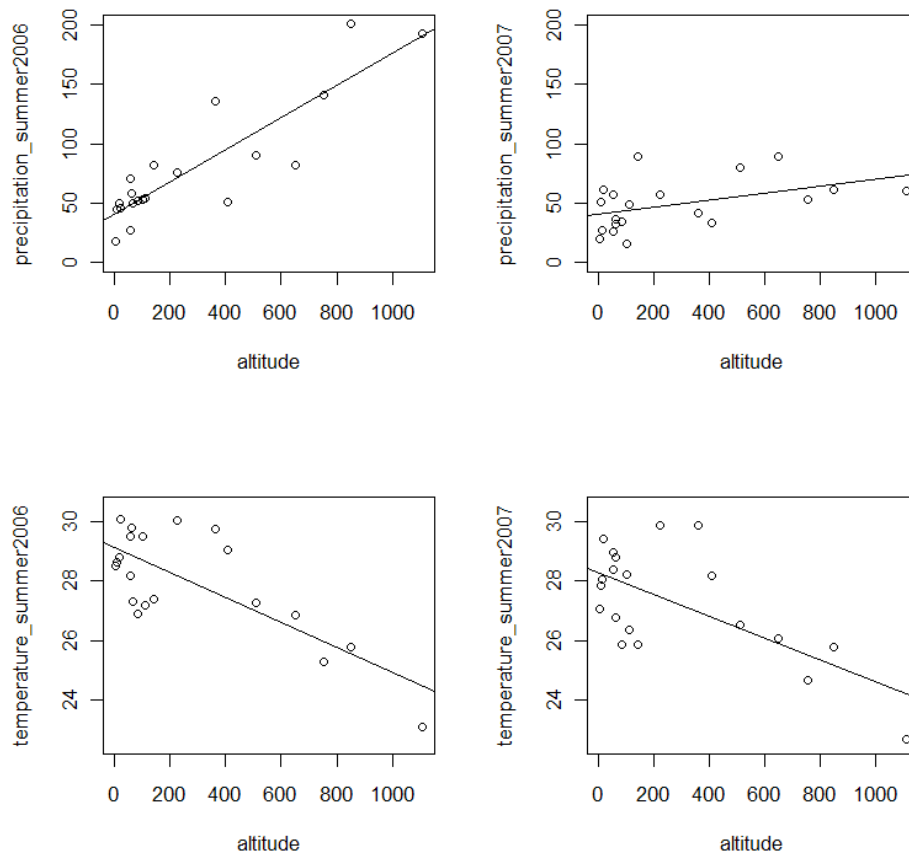 precipitation_summer2006
200
150
100
50
0
0 200 400 600 800 1000
altitude
precipitation_summer2007
200
150
100
50
0
0 200 400 600 800 1000
altitude
temperature_summer2006
30
28
26
24
0 200 400 600 800 1000
altitude
temperature_summer2007
30
28
26
24
0 200 400 600 800 1000
altitude